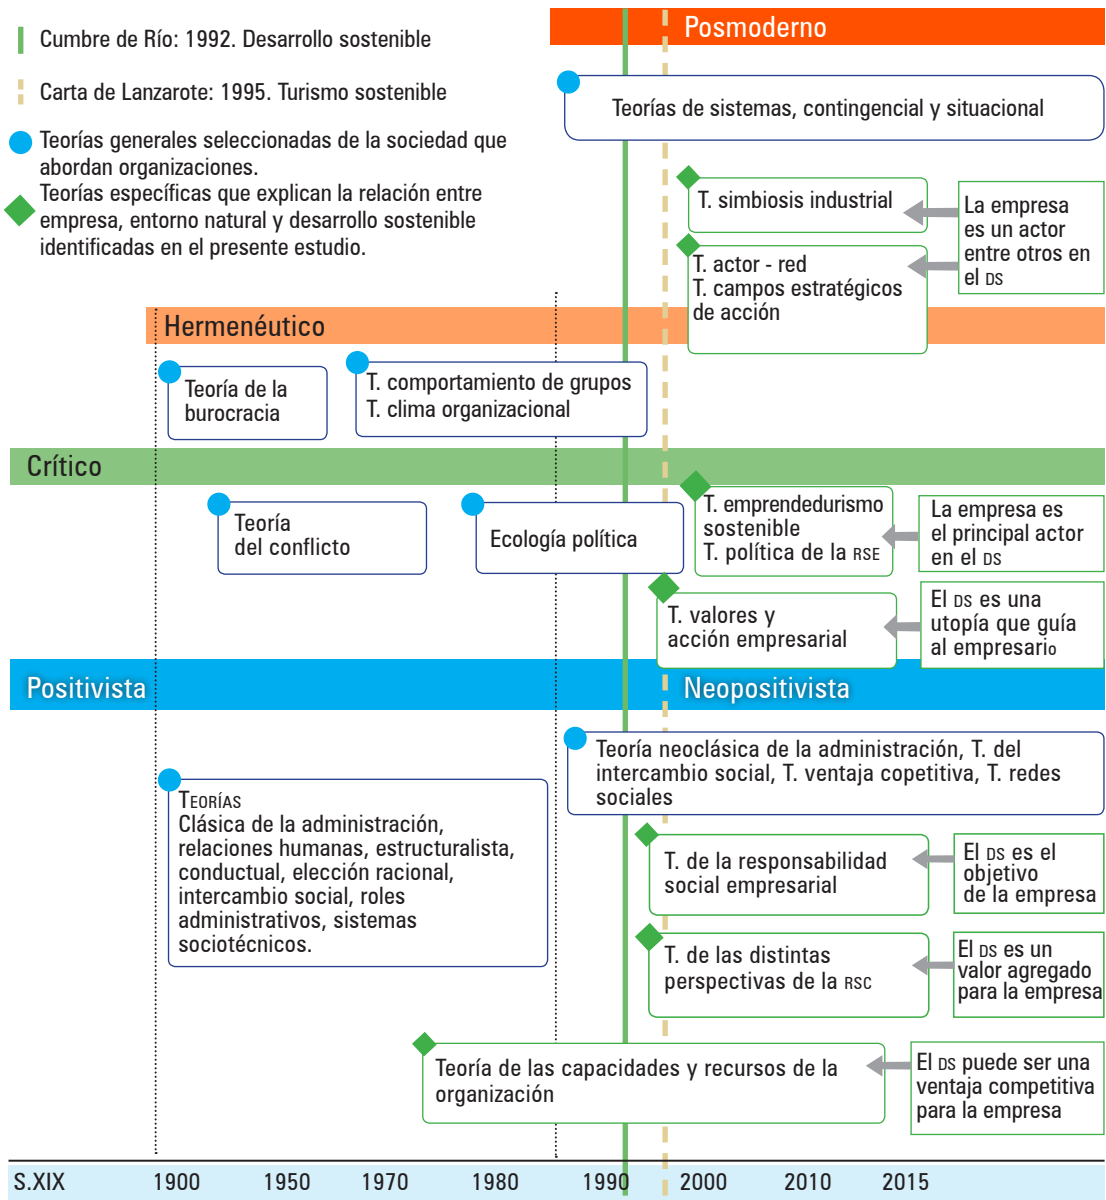 Cumbre de Río: 1992. Desarrollo sostenible
Carta de Lanzarote: 1995. Turismo sostenible
Teorías generales seleccionadas de la sociedad que
abordan organizaciones.
Teorías específicas que explican la relación entre
empresa, entorno natural y desarrollo sostenible
identificadas en el presente estudio.
Posmoderno
Teorías de sistemas, contingencial y situacional
T. simbiosis industrial
T. actor - red
T. campos estratégicos
de acción
La empresa
es un actor
entre otros en
el DS
Hermenéutico
Teoría de la
burocracia
T. comportamiento de grupos
T. clima organizacional
Crítico
Teoría
del conflicto
Ecología política
T. emprendedurismo
sostenible
T. política de la RSE
La empresa es
el principal actor
en el DS
T. valores y
acción empresarial
El DS es una
utopía que guía
al empresario
Positivista
Neopositivista
Teoría neoclásica de la administración, T. del
intercambio social, T. ventaja copetitiva, T. redes
sociales
TEORÍAS
Clásica de la administración,
relaciones humanas, estructuralista,
conductual, elección racional,
intercambio social, roles
administrativos, sistemas
sociotécnicos.
T. de la responsabilidad
social empresarial
El DS es el
objetivo
de la empresa
T. de las distintas
perspectivas de la RSC
El DS es un
valor agregado
para la empresa
Teoría de las capacidades y recursos de la
organización
El DS puede ser una
ventaja competitiva
para la empresa
S.XIX 1900 1950 1970 1980 1990 2000 2010 2015